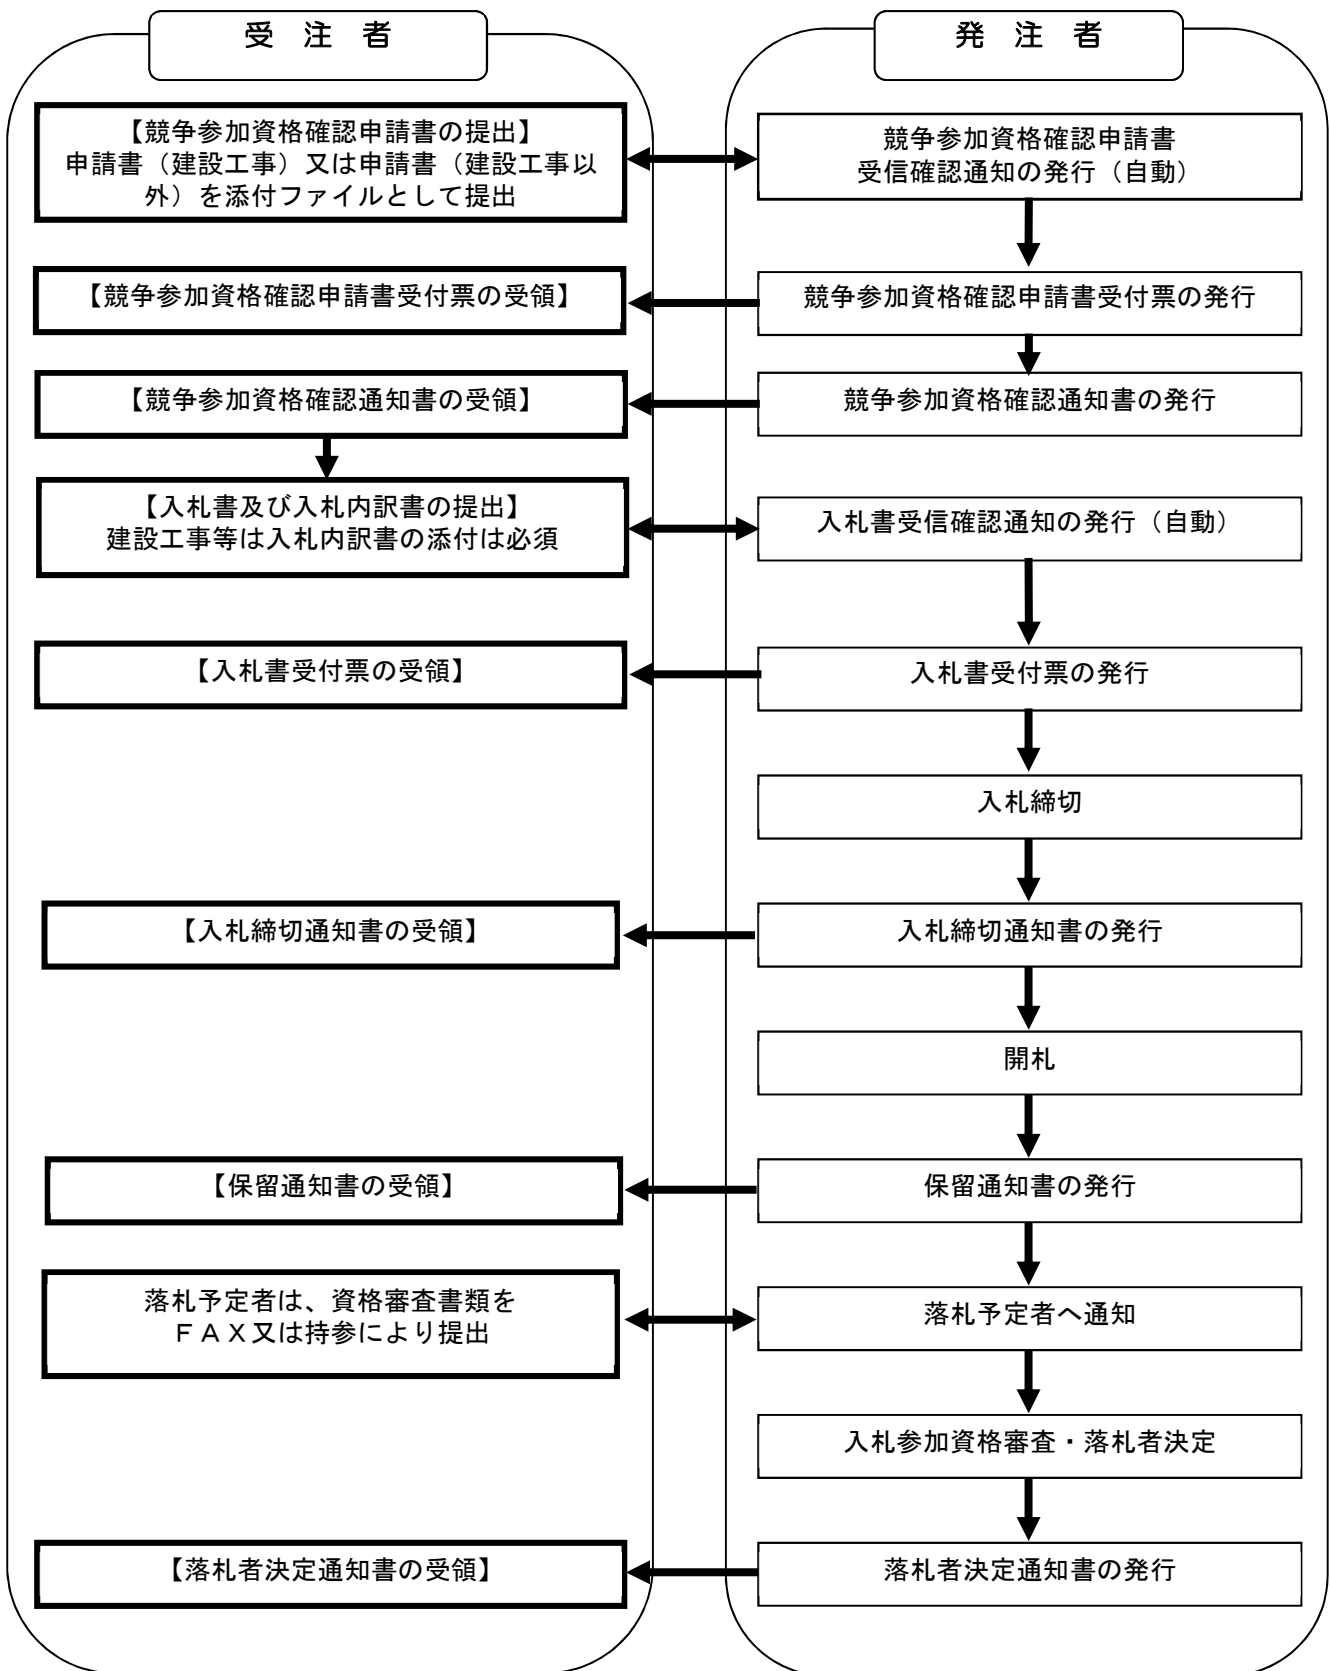 受 注 者
発 注 者
【競争参加資格確認申請書の提出】
申請書（建設工事）又は申請書（建設工事以
外）を添付ファイルとして提出
競争参加資格確認申請書
受信確認通知の発行（自動）
【競争参加資格確認申請書受付票の受領】
競争参加資格確認申請書受付票の発行
【競争参加資格確認通知書の受領】
競争参加資格確認通知書の発行
【入札書及び入札内訳書の提出】
建設工事等は入札内訳書の添付は必須
入札書受信確認通知の発行（自動）
【入札書受付票の受領】
入札書受付票の発行
入札締切
【入札締切通知書の受領】
入札締切通知書の発行
開札
【保留通知書の受領】
保留通知書の発行
落札予定者は、資格審査書類を
ＦＡＸ又は持参により提出
落札予定者へ通知
入札参加資格審査・落札者決定
【落札者決定通知書の受領】
落札者決定通知書の発行